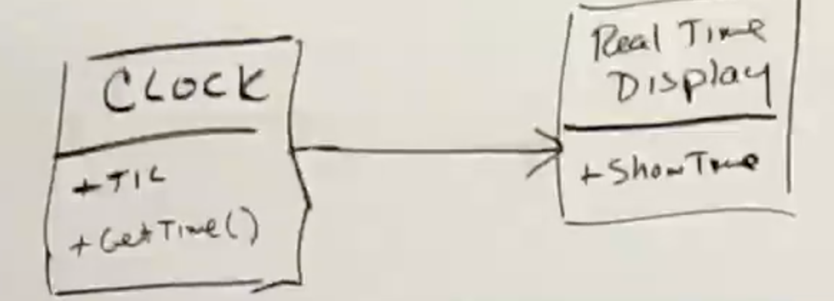 CLOCK
+TIC
+GetTime()
Real Time
Display
+ShowTime